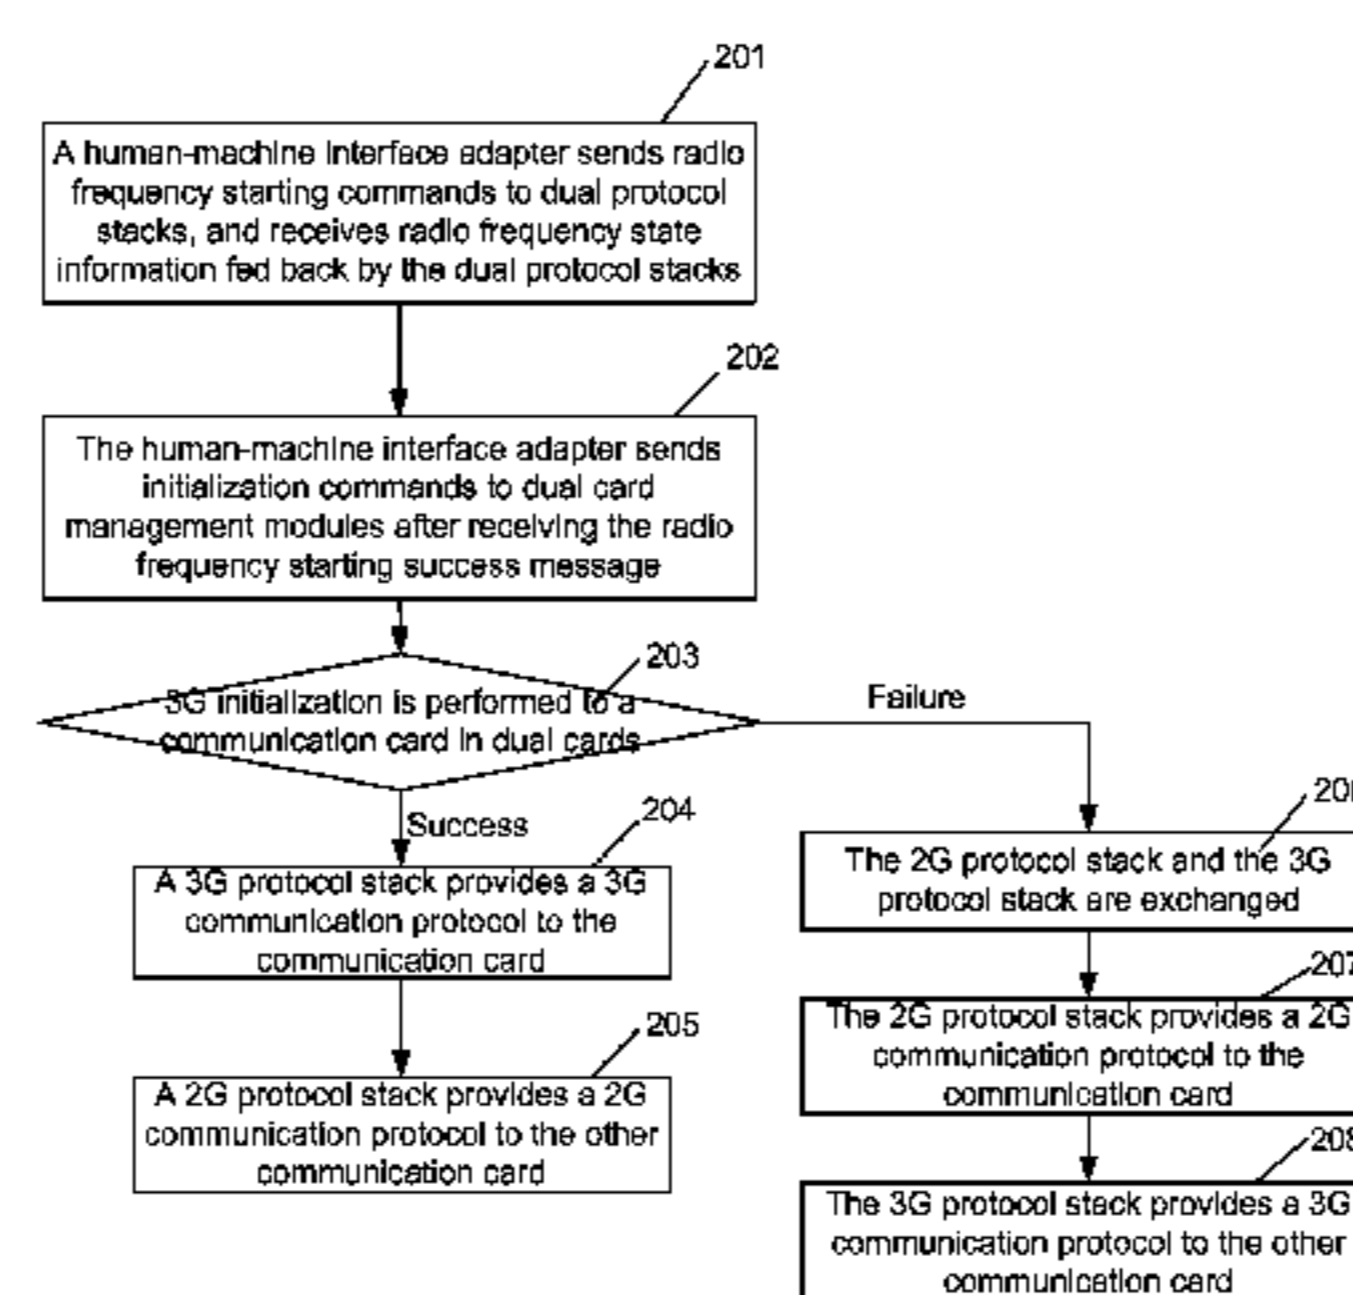 201
A human-machine interface adapter sends radio
frequency starting commands to dual protocol
stacks, and receives radio frequency state
information fed back by the dual protocol stacks
202
The human-machine interface adapter sends
initialization commands to dual card
management modules after receiving the radio
frequency starting success message
203
3G initialization is performed to a
communication card in dual cards
Failure
Success
204
A 3G protocol stack provides a 3G
communication protocol to the
communication card
205
A 2G protocol stack provides a 2G
communication protocol to the other
communication card
The 2G protocol stack and the 3G
protocol stack are exchanged
207
The 2G protocol stack provides a 2G
communication protocol to the
communication card
208
The 3G protocol stack provides a 3G
communication protocol to the other
communication card